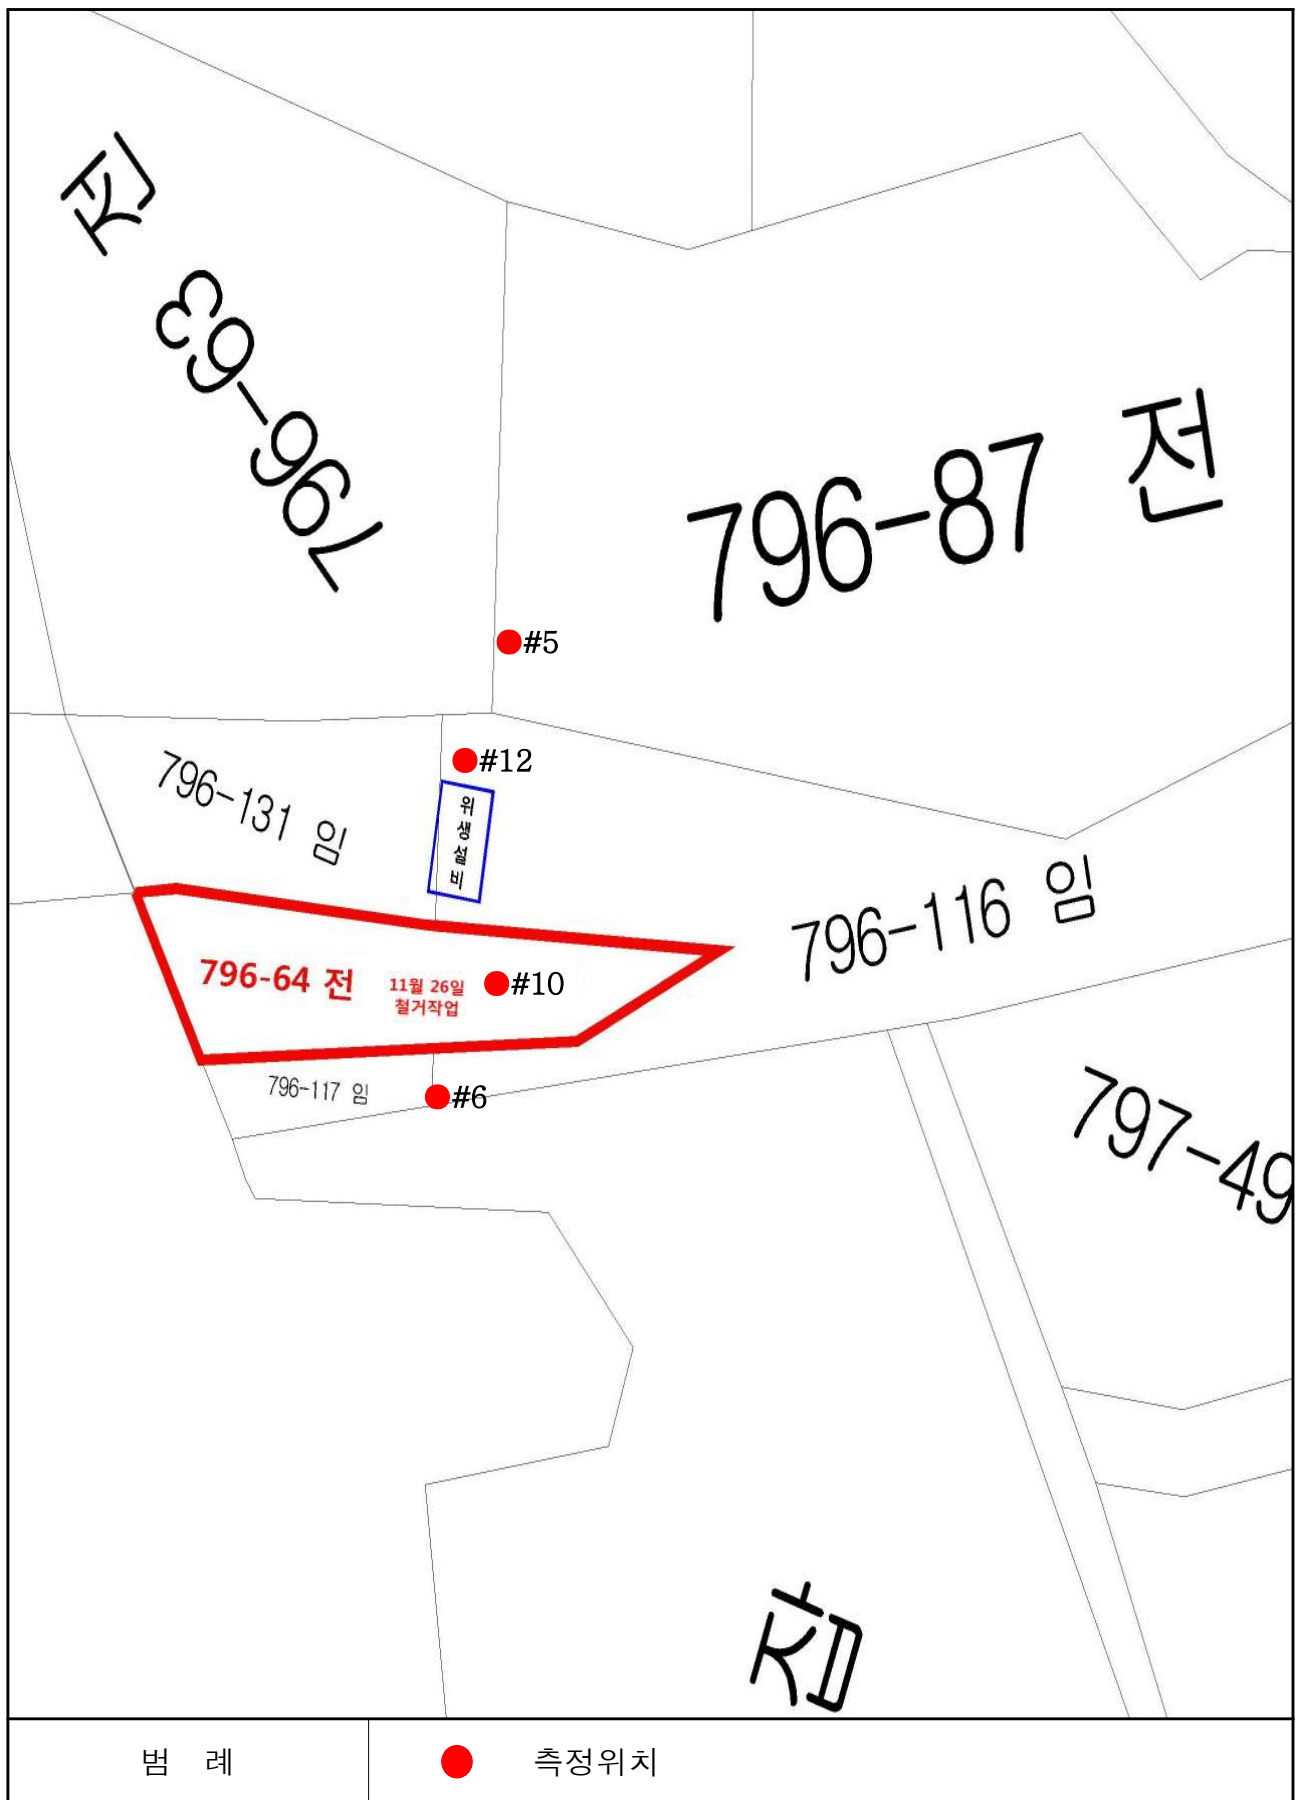 796-63 전
796-87 전
#5
#12
796-131 임
위생설비
796-116 임
796-64 전
11월 26일
철거작업
#10
796-117 임
#6
797-49
범 례
측정위치